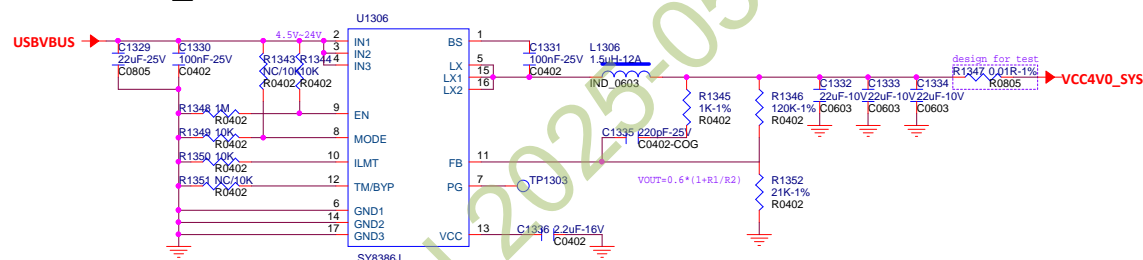 U1306
4.5V~24V
USBVBUS
2
3
4
IN1
IN2
IN3
BS
1
LX
5
LX1
15
LX2
16
C1329
22uF-25V
C0805
C1330
100nF-25V
C0402
R1343
NC/10K
R0402
R1344
10K
R0402
C1331
100nF-25V
C0402
L1306
1.5uH-12A
IND_0603
design for test
R1347 0.01R-1%
R0805
VCC4V0_SYS
R1345
1K-1%
R0402
R1346
120K-1%
R0402
C1332
22uF-10V
C0603
C1333
22uF-10V
C0603
C1334
22uF-10V
C0603
R1348 1M
R0402
9
EN
R1349 10K
R0402
8
MODE
C1335 220pF-25V
C0402-COG
R1350 10K
R0402
10
ILMT
FB
11
R1351 NC/10K
R0402
12
TM/BYP
PG
7
TP1303
VOUT=0.6*(1+R1/R2)
R1352
21K-1%
R0402
6
GND1
14
GND2
17
GND3
VCC
13
C1336 2.2uF-16V
C0402
2025-05